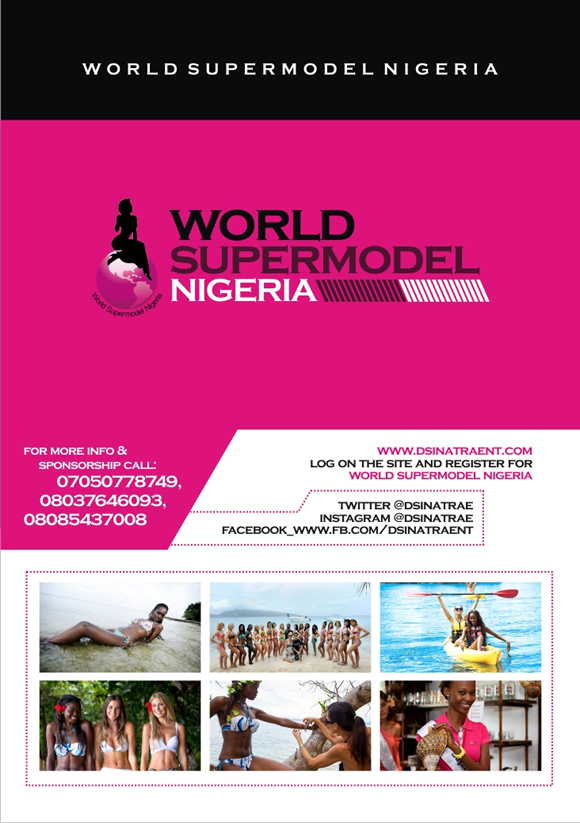 WORLD SUPERMODEL NIGERIA
WORLD
SUPERMODEL
NIGERIA
World Supermodel Nigeria
FOR MORE INFO &
SPONSORSHIP CALL:
07050778749,
08037646093,
08085437008
WWW.DSINATRAENT.COM
LOG ON THE SITE AND REGISTER FOR
WORLD SUPERMODEL NIGERIA
TWITTER @DSINATRAE
INSTAGRAM @DSINATRAE
FACEBOOK_WWW.FB.COM/DSINATRAENT